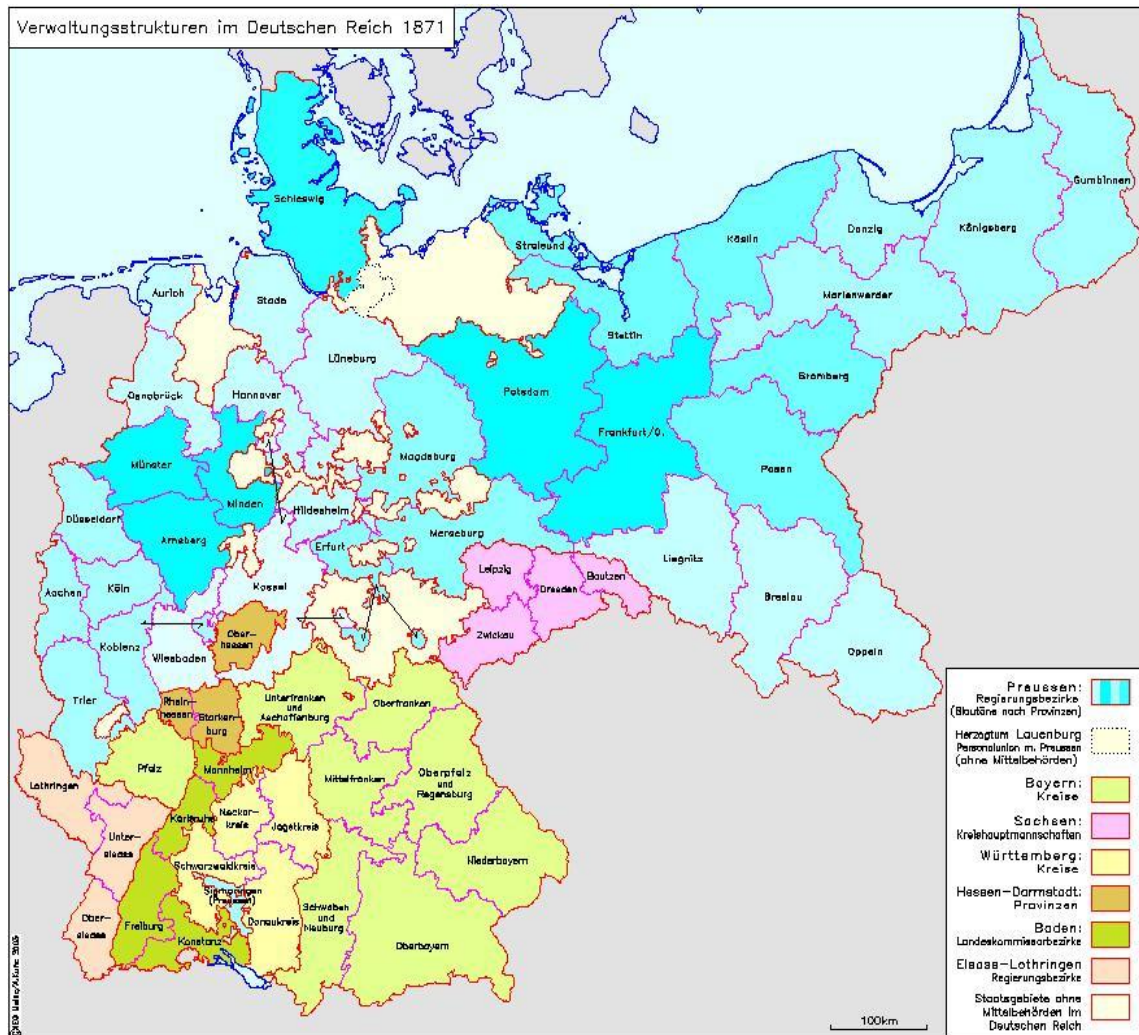 Verwaltungsstrukturen im Deutschen Reich 1871
Schleswig
Gumbinnen
Danzig
Königsberg
Köslin
Stralsund
Aurich
Stade
Marienwerder
Stettin
Lüneburg
Bromberg
Osnabrück
Hannover
Potsdam
Frankfurt/O.
Magdeburg
Münster
Posen
Minden
Hildesheim
Düsseldorf
Merseburg
Arnsberg
Erfurt
Liegnitz
Leipzig
Bautzen
Dresden
Kassel
Aachen
Köln
Breslau
Zwickau
Ober-
hessen
Koblenz
Wiesbaden
Oppeln
Trier
Rhein-
hessen
Starken-
burg
Unterfranken
und
Aschaffenburg
Oberfranken
Pfalz
Mannheim
Mittelfranken
Oberpfalz
und
Regensburg
Lothringen
Karlsruhe
Neckar-
kreis
Jagstkreis
Unter-
elsass
Niederbayern
Schwarzwaldkreis
Sigmaringen
(Preussen)
Ober-
elsass
Freiburg
Donaukreis
Schwaben
und
Neuburg
Konstanz
Oberbayern
100km
Preussen:
Regierungsbezirke
(Blautöne nach Provinzen)
Herzogtum Lauenburg
Personalunion m. Preussen
(ohne Mittelbehörden)
Bayern:
Kreise
Sachsen:
Kreishauptmannschaften
Württemberg:
Kreise
Hessen-Darmstadt:
Provinzen
Baden:
Landeskommissarbezirke
Elsass-Lothringen
Regierungsbezirke
Staatsgebiete ohne
Mittelbehörden im
Deutschen Reich